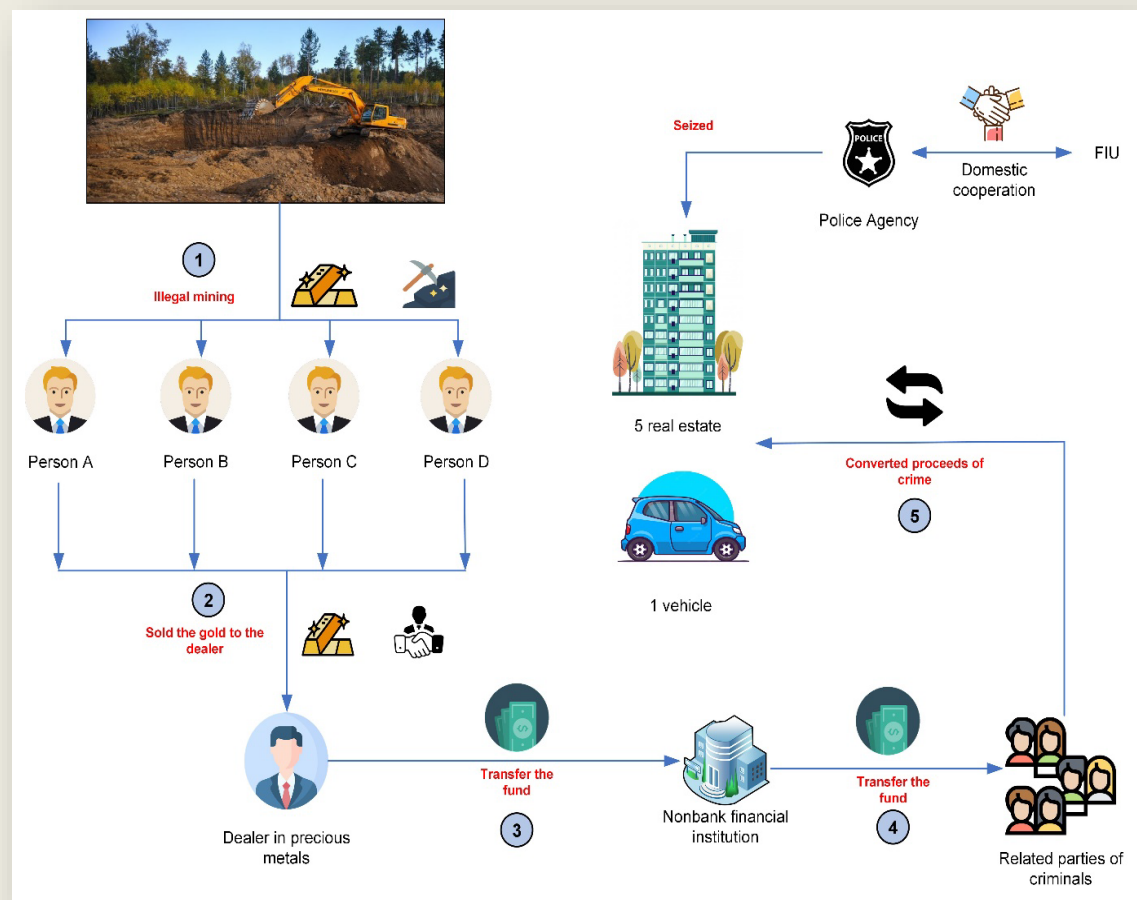 1
Illegal mining
Person A
Person B
Person C
Person D
2
Sold the gold to the
dealer
Dealer in precious
metals
Transfer the
fund
3
Nonbank financial
institution
Transfer the
fund
4
Related parties of
criminals
Converted proceeds of
crime
5
5 real estate
1 vehicle
Seized
POLICE
Police Agency
Domestic
cooperation
FIU